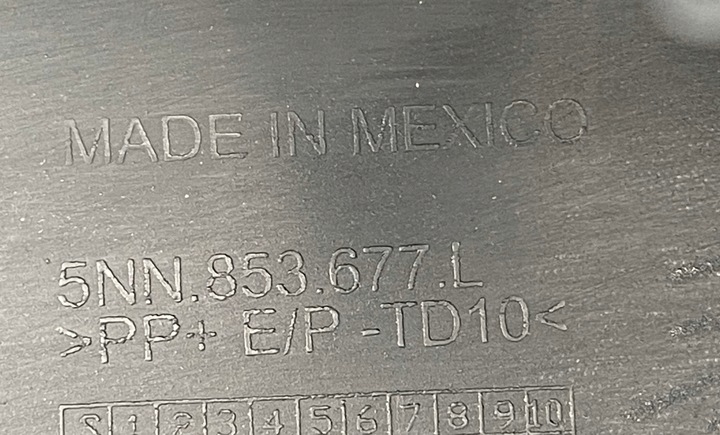 MADE IN MEXICO
5NN.853.677.L
>PP+ E/P -TD10<
S 1 2 3 4 5 6 7 8 9 10